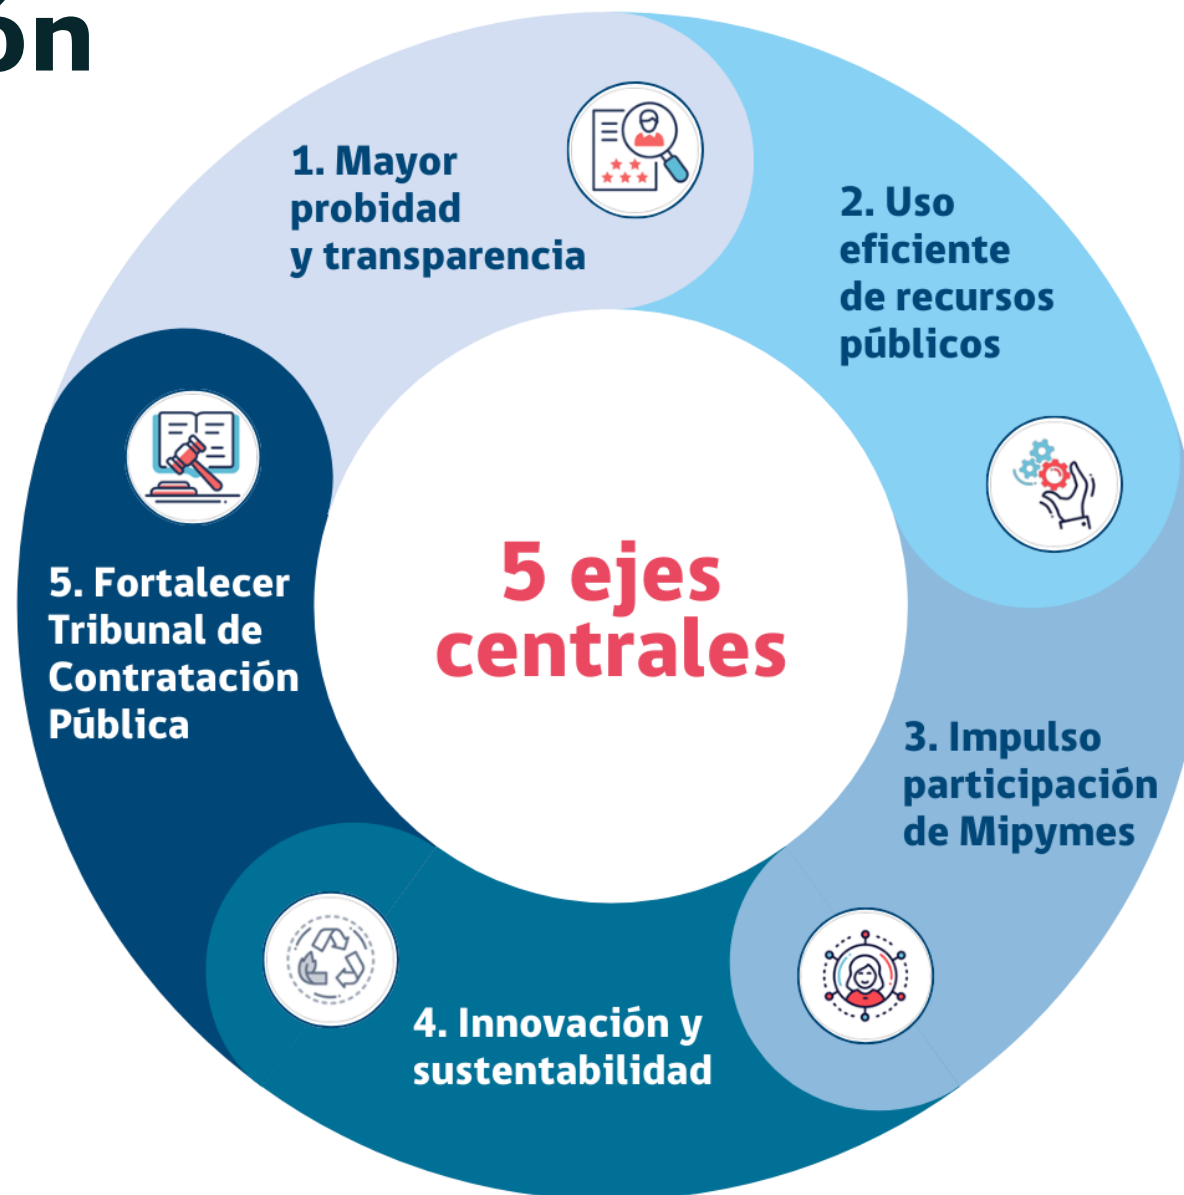 ón
1. Mayor
probidad
y transparencia
2. Uso
eficiente
de recursos
públicos
3. Impulso
participación
de Mipymes
4. Innovación y
sustentabilidad
5. Fortalecer
Tribunal de
Contratación
Pública
5 ejes
centrales